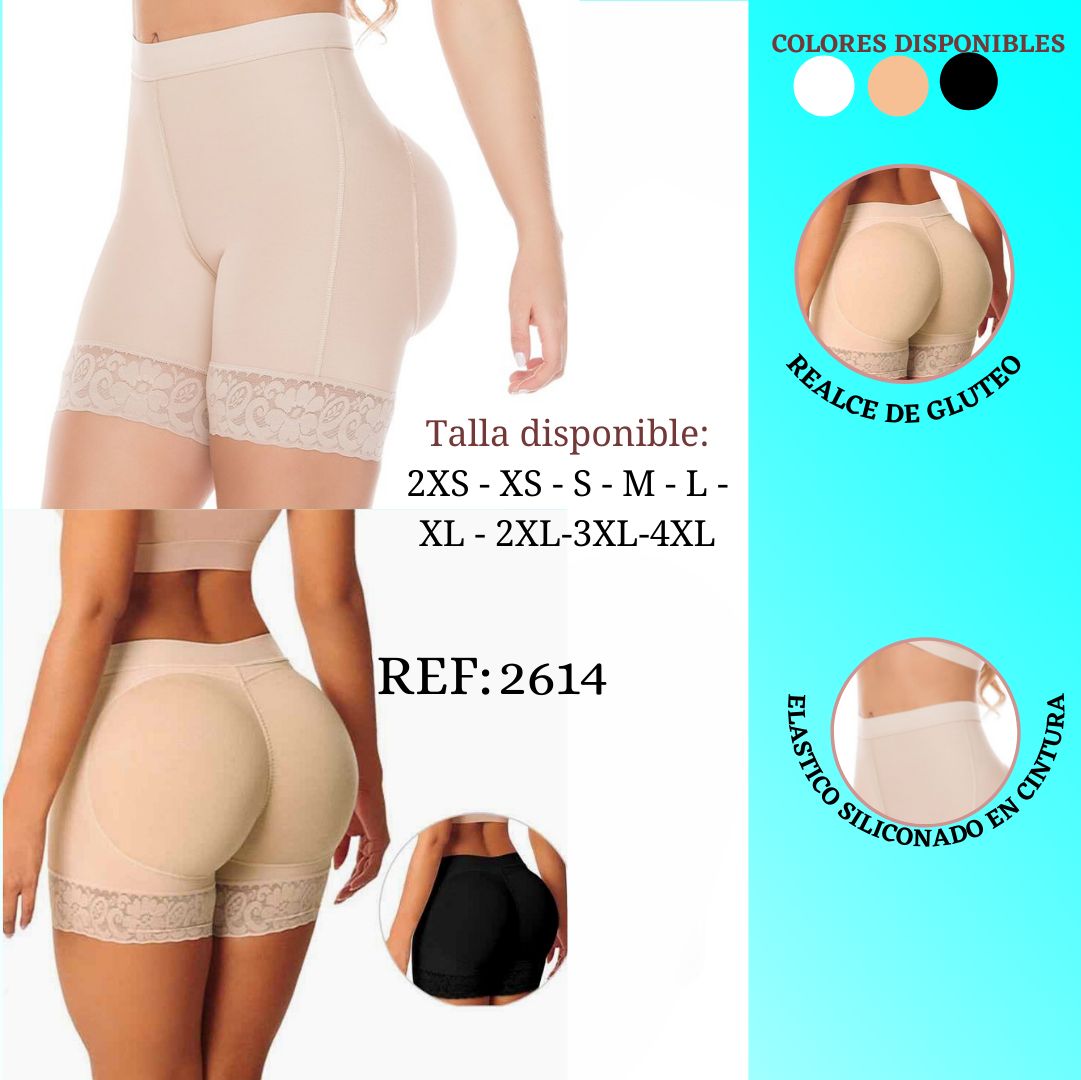 COLORES DISPONIBLES
REALCE DE GLUTEO
Talla disponible:
2XS - XS - S - M - L -
XL - 2XL-3XL-4XL
REF: 2614
ELASTICO SILICONADO EN CINTURA